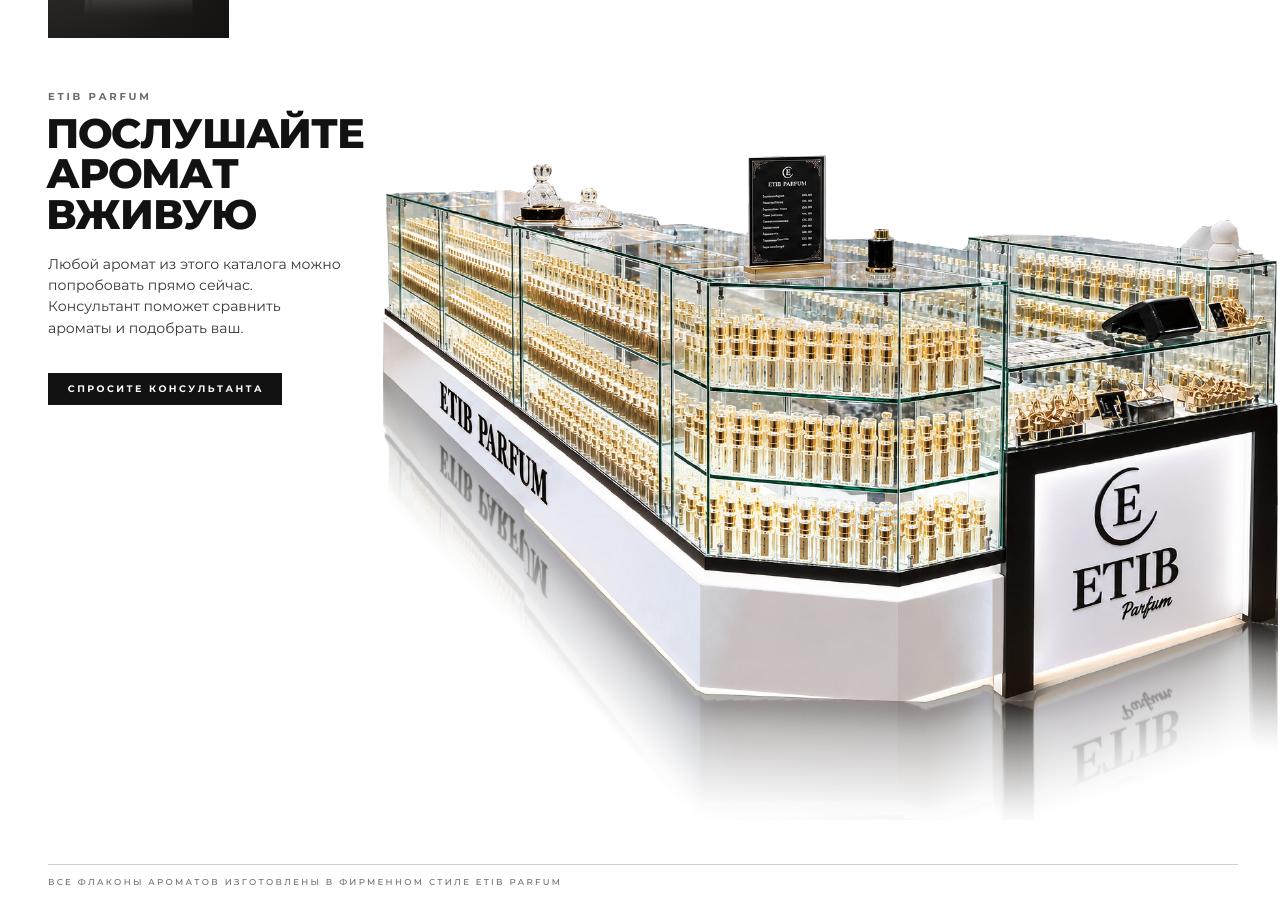 ETIB PARFUM
ПОСЛУШАЙТЕ
АРОМАТ
ВЖИВУЮ
Любой аромат из этого каталога можно
попробовать прямо сейчас.
Консультант поможет сравнить
ароматы и подобрать ваш.
СПРОСИТЕ КОНСУЛЬТАНТА
E
ETIB PARFUM
ETIB PARFUM
E
ETIB
Parfum
ВСЕ ФЛАКОНЫ АРОМАТОВ ИЗГОТОВЛЕНЫ В ФИРМЕННОМ СТИЛЕ ETIB PARFUM